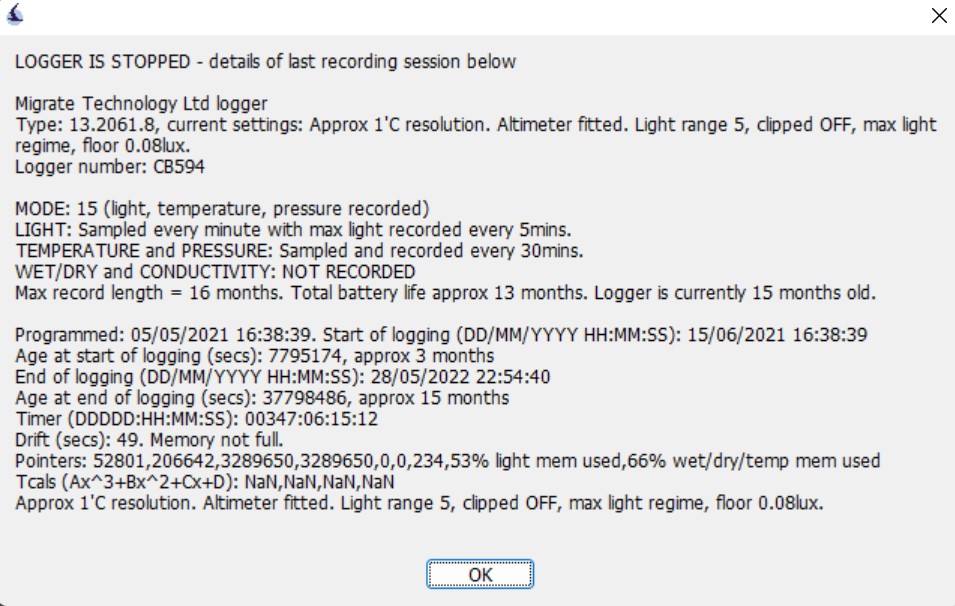 LOGGER IS STOPPED - details of last recording session below
Migrate Technology Ltd logger
Type: 13.2061.8, current settings: Approx 1'C resolution. Altimeter fitted. Light range 5, clipped OFF, max light
regime, floor 0.08lux.
Logger number: CB594
MODE: 15 (light, temperature, pressure recorded)
LIGHT: Sampled every minute with max light recorded every 5mins.
TEMPERATURE and PRESSURE: Sampled and recorded every 30mins.
WET/DRY and CONDUCTIVITY: NOT RECORDED
Max record length = 16 months. Total battery life approx 13 months. Logger is currently 15 months old.
Programmed: 05/05/2021 16:38:39. Start of logging (DD/MM/YYYY HH:MM:SS): 15/06/2021 16:38:39
Age at start of logging (secs): 7795174, approx 3 months
End of logging (DD/MM/YYYY HH:MM:SS): 28/05/2022 22:54:40
Age at end of logging (secs): 37798486, approx 15 months
Timer (DDDDD:HH:MM:SS): 00347:06:15:12
Drift (secs): 49. Memory not full.
Pointers: 52801,206642,3289650,3289650,0,0,234,53% light mem used,66% wet/dry/temp mem used
Tcals (Ax^3+Bx^2+Cx+D): NaN,NaN,NaN,NaN
Approx 1'C resolution. Altimeter fitted. Light range 5, clipped OFF, max light regime, floor 0.08lux.
OK